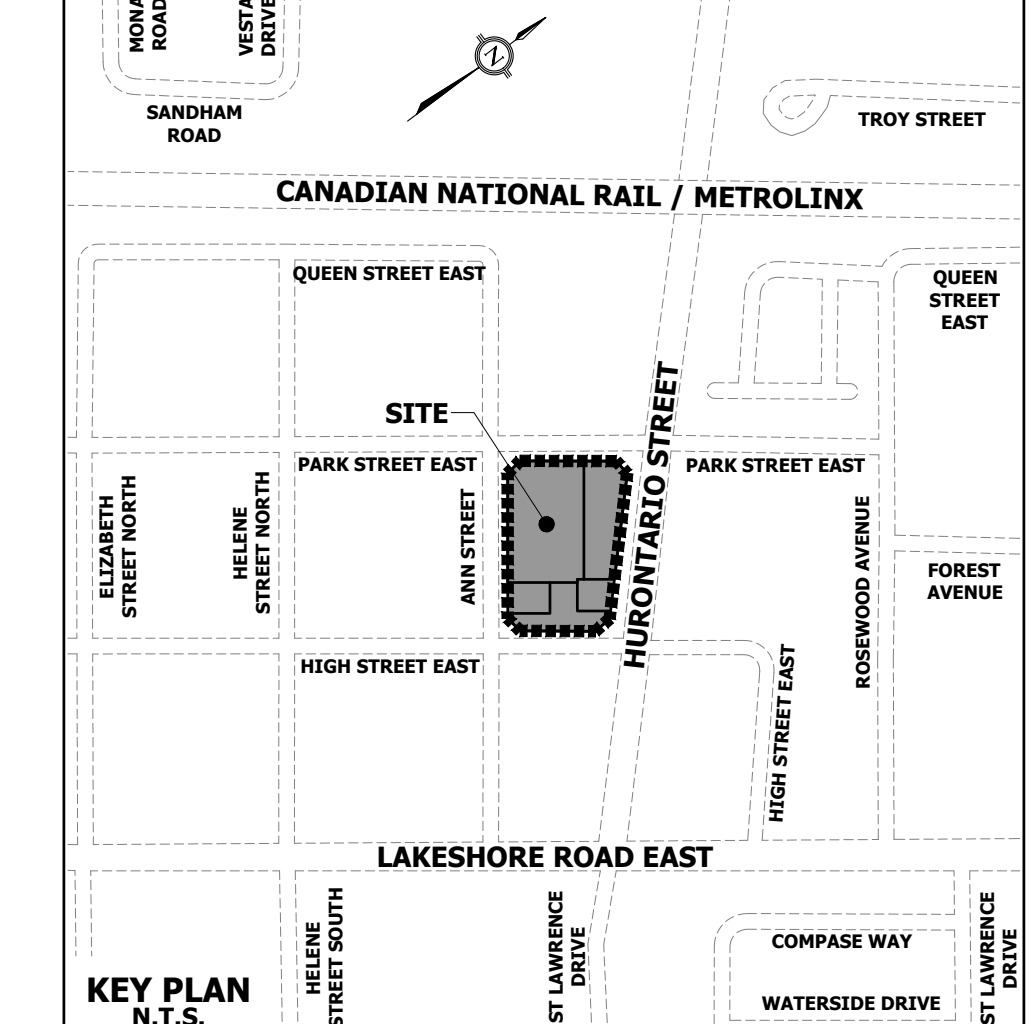 MONA
ROAD
VESTA
DRIVE
N
SANDHAM
ROAD
TROY STREET
CANADIAN NATIONAL RAIL / METROLINX
QUEEN STREET EAST
QUEEN
STREET
EAST
SITE
HURONTARIO STREET
PARK STREET EAST
PARK STREET EAST
ELIZABETH
STREET NORTH
HELENE
STREET NORTH
ANN STREET
ROSEWOOD AVENUE
FOREST
AVENUE
HIGH STREET EAST
HIGH STREET EAST
LAKESHORE ROAD EAST
HELENE
STREET SOUTH
ST LAWRENCE
DRIVE
COMPASE WAY
WATERSIDE DRIVE
ST LAWRENCE
DRIVE
KEY PLAN
N.T.S.